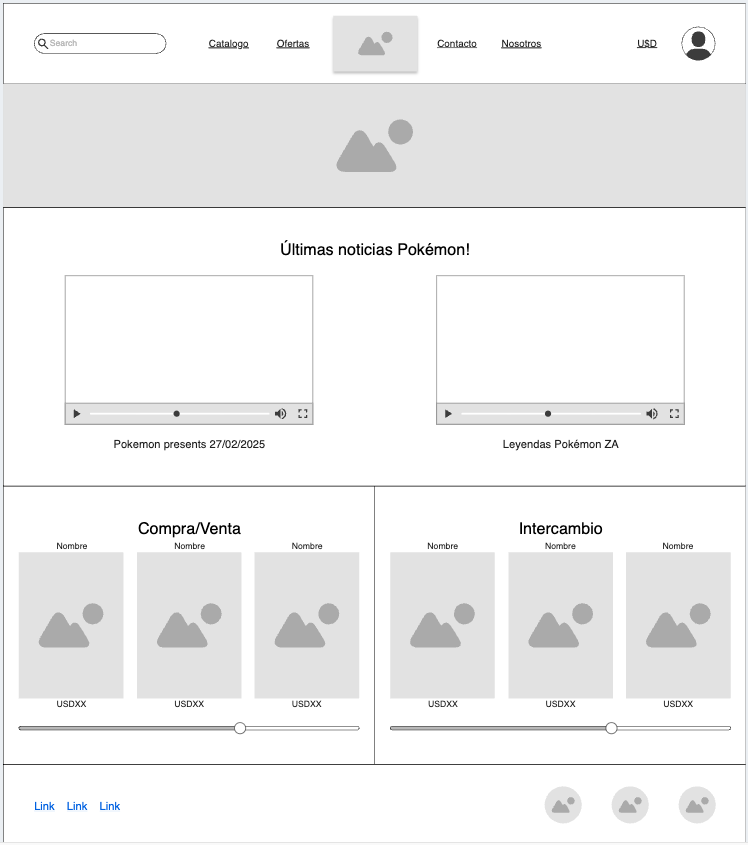 Search
Catalogo
Ofertas
Contacto
Nosotros
USD
Últimas noticias Pokémon!
Pokemon presents 27/02/2025
Leyendas Pokémon ZA
Compra/Venta
Nombre
Nombre
Nombre
USDXX
USDXX
USDXX
Intercambio
Nombre
Nombre
Nombre
USDXX
USDXX
USDXX
Link
Link
Link